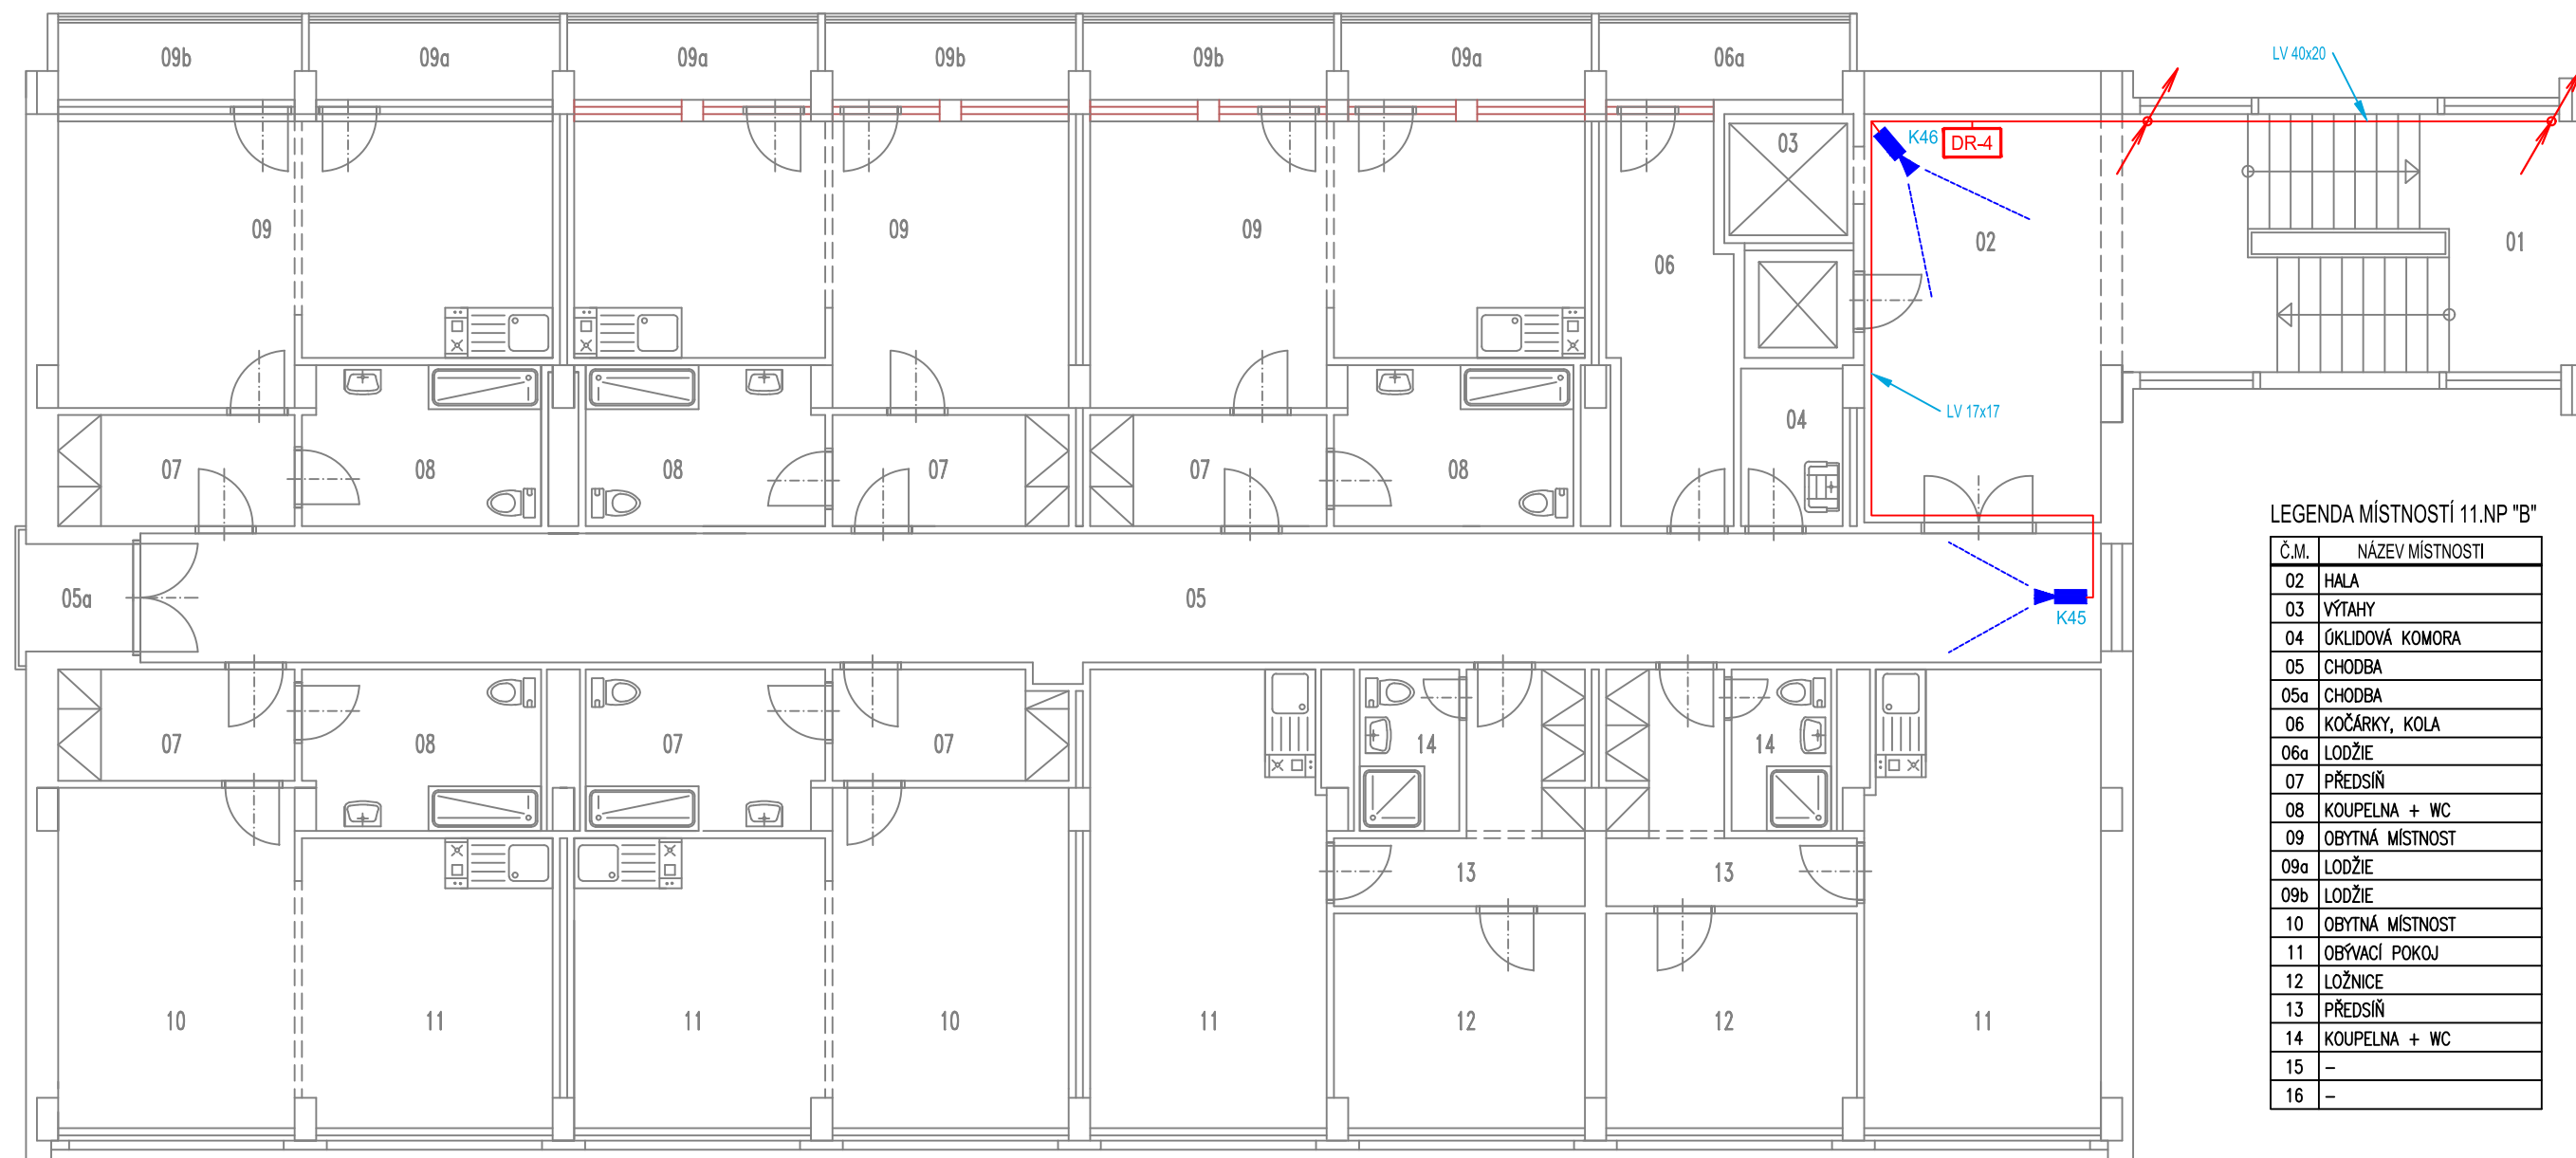 09b 09a 09a 09b 09b 09a 06a
LV 40x20
03
K46
DR-4
09 09 09 06 02 01
LV 17x17
04
07 08 08 07 07 08
05a 05
K45
07 08 07 07 14 14
13 13
10 11 11 10 11 12 12 11
LEGENDA MÍSTNOSTÍ 11.NP "B"
Č.M. NÁZEV MÍSTNOSTI
02 HALA
03 VÝTAHY
04 ÚKLIDOVÁ KOMORA
05 CHODBA
05a CHODBA
06 KOČÁRKY, KOLA
06a LODŽIE
07 PŘEDSÍŇ
08 KOUPELNA + WC
09 OBYTNÁ MÍSTNOST
09a LODŽIE
09b LODŽIE
10 OBYTNÁ MÍSTNOST
11 OBÝVACÍ POKOJ
12 LOŽNICE
13 PŘEDSÍŇ
14 KOUPELNA + WC
15 –
16 –